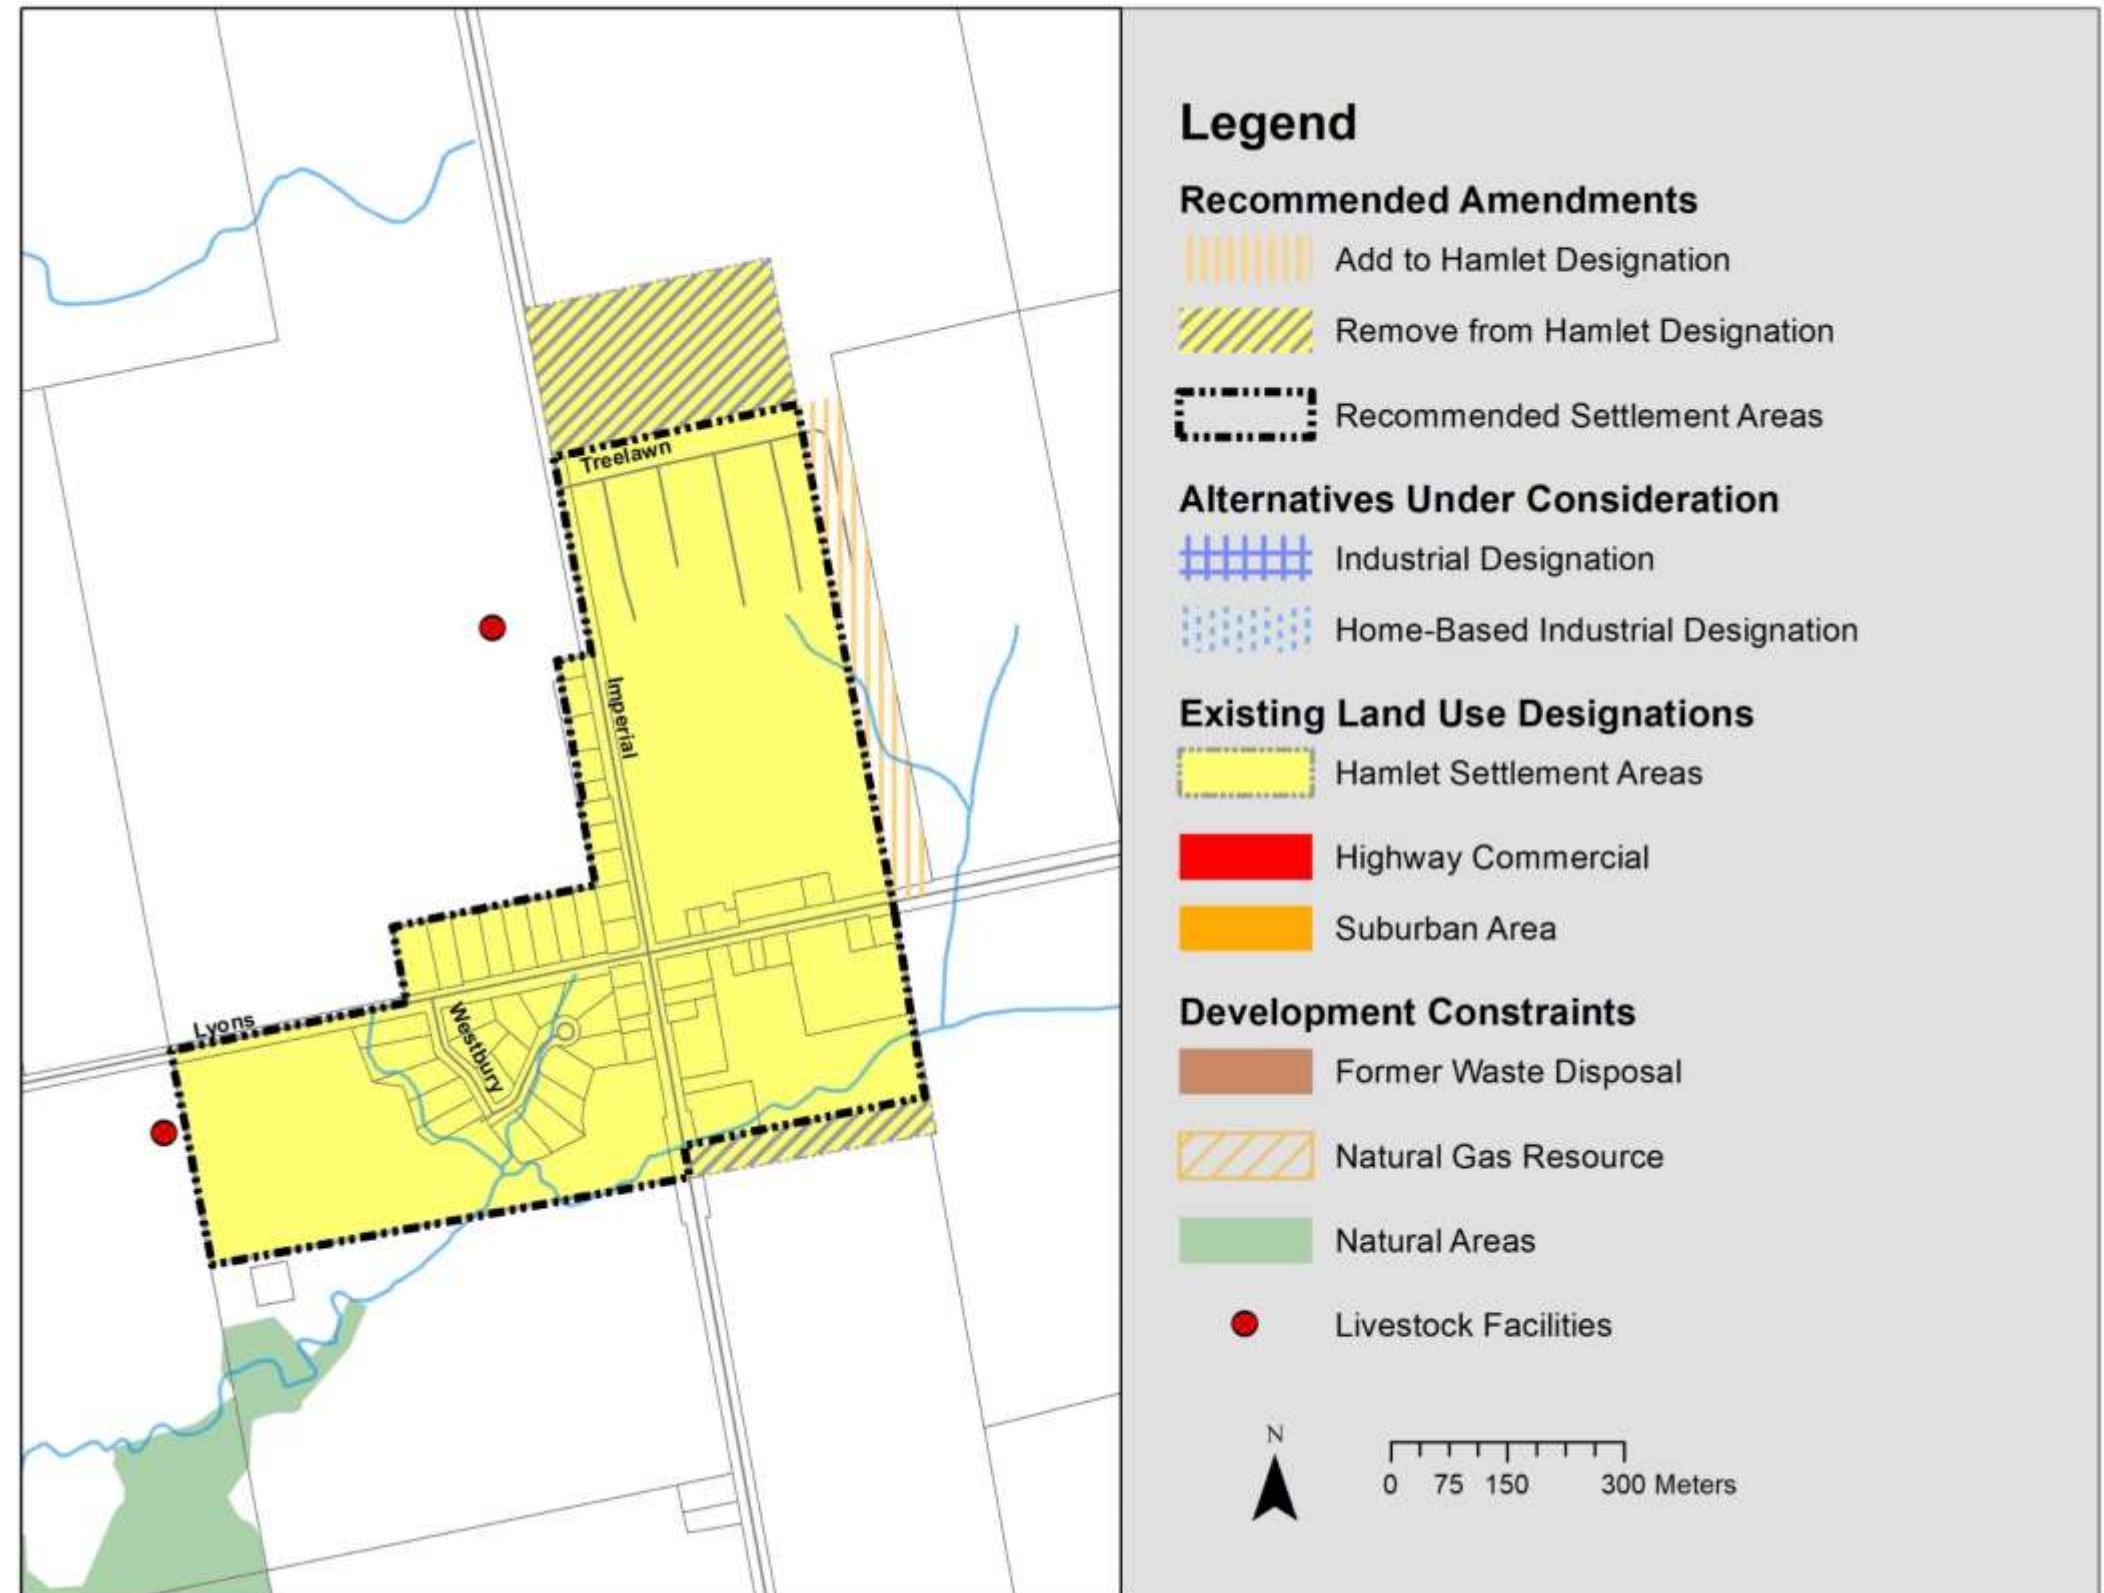 Treelawn
Imperial
Lyons
Westbury
Legend
Recommended Amendments
Add to Hamlet Designation
Remove from Hamlet Designation
Recommended Settlement Areas
Alternatives Under Consideration
Industrial Designation
Home-Based Industrial Designation
Existing Land Use Designations
Hamlet Settlement Areas
Highway Commercial
Suburban Area
Development Constraints
Former Waste Disposal
Natural Gas Resource
Natural Areas
Livestock Facilities
N
0 75 150 300 Meters